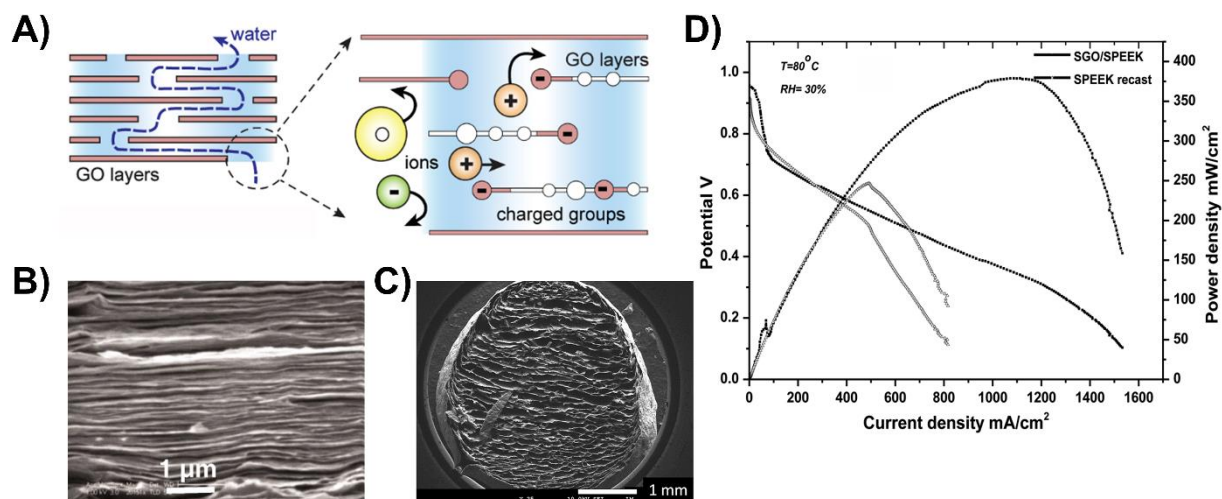 A)
water
GO layers
GO layers
ions
charged groups
B)
1 μm
C)
1 mm
D)
T=80°C
RH= 30%
SGO/SPEEK
SPEEK recast
Potential V
1.0
0.8
0.6
0.4
0.2
0.0
0 200 400 600 800 1000 1200 1400 1600
Current density mA/cm²
400
350
300
250
200
150
100
50
0
Power density mW/cm²